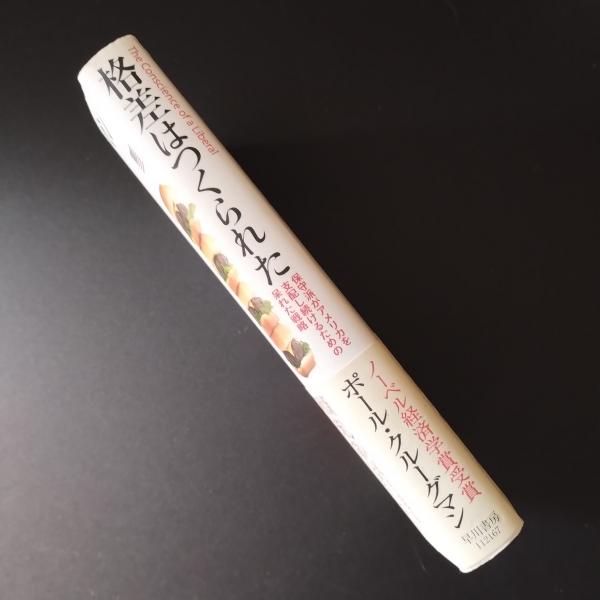 The Conscience of a Liberal
格差はつくられた
保守派がアメリカを
支配し続けるための
呆れた戦略
ノーベル経済学賞受賞
ポール・クルーグマン
早川書房
112167